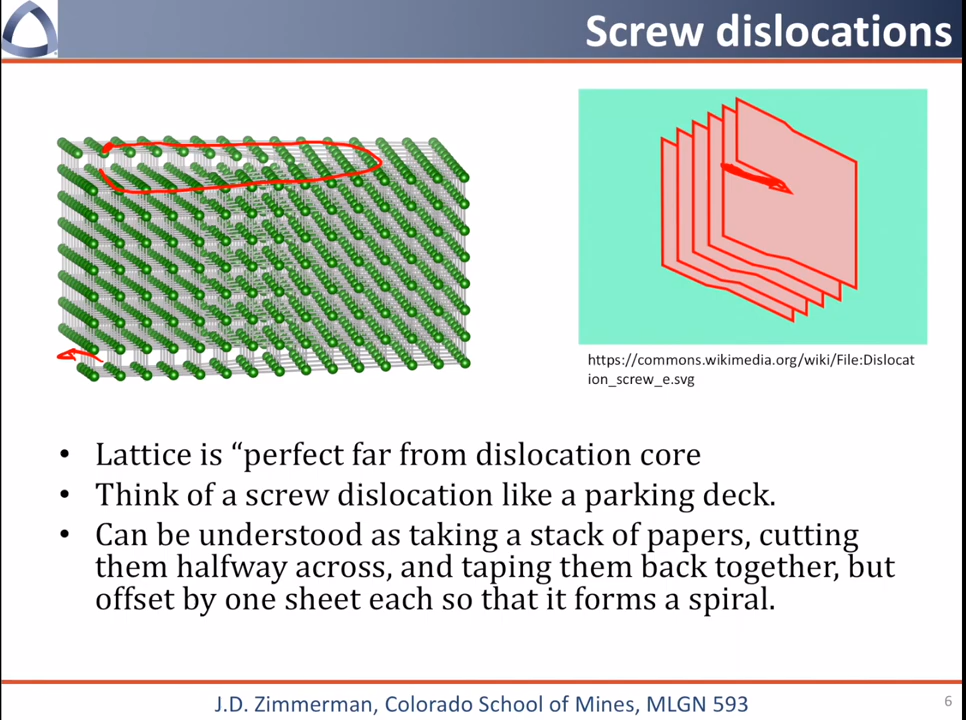 Screw dislocations
https://commons.wikimedia.org/wiki/File:Dislocat
ion_screw_e.svg
• Lattice is “perfect far from dislocation core
• Think of a screw dislocation like a parking deck.
• Can be understood as taking a stack of papers, cutting
them halfway across, and taping them back together, but
offset by one sheet each so that it forms a spiral.
J.D. Zimmerman, Colorado School of Mines, MLGN 593
6